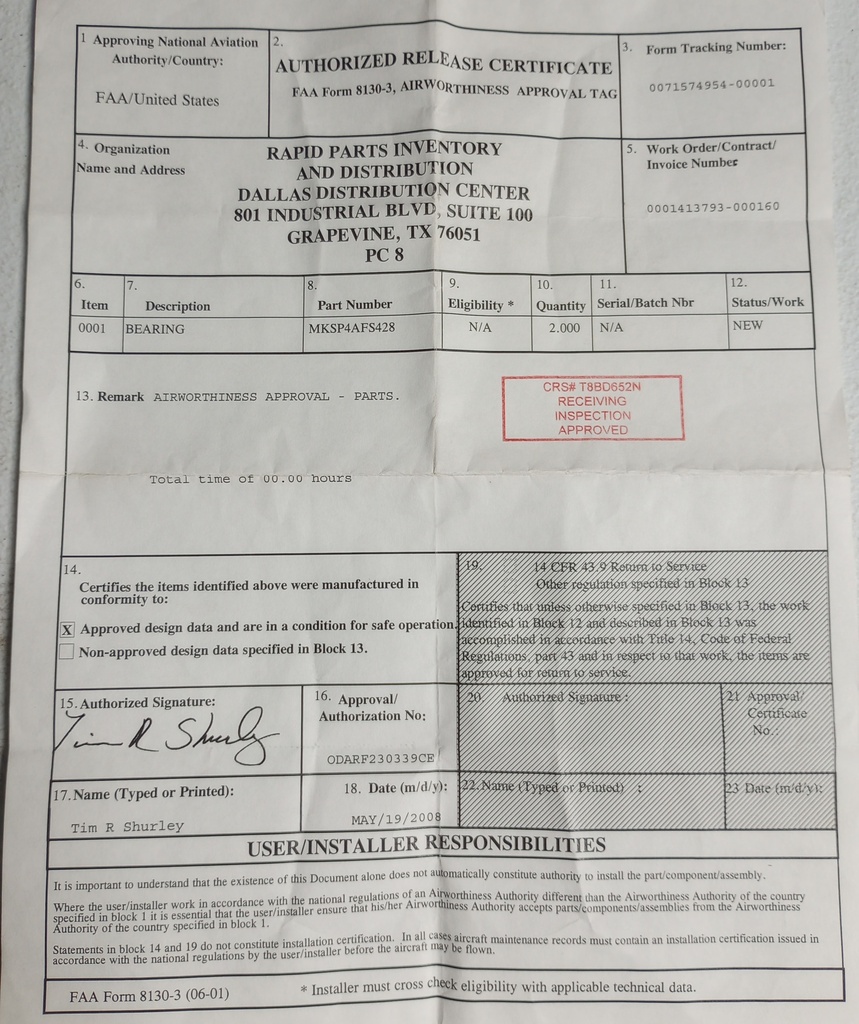 1 Approving National Aviation
Authority/Country:
FAA/United States
2.
AUTHORIZED RELEASE CERTIFICATE
FAA Form 8130-3, AIRWORTHINESS APPROVAL TAG
3. Form Tracking Number:
0071574954-00001
4. Organization
Name and Address
RAPID PARTS INVENTORY
AND DISTRIBUTION
DALLAS DISTRIBUTION CENTER
801 INDUSTRIAL BLVD, SUITE 100
GRAPEVINE, TX 76051
PC 8
5. Work Order/Contract/
Invoice Number
0001413793-000160
6. 7. 8. 9. 10. 11. 12.
Item Description Part Number Eligibility * Quantity Serial/Batch Nbr Status/Work
0001 BEARING MKSP4AFS428 N/A 2.000 N/A NEW
13. Remark AIRWORTHINESS APPROVAL - PARTS.
CRS# T8BD652N
RECEIVING
INSPECTION
APPROVED
Total time of 00.00 hours
14.
Certifies the items identified above were manufactured in
conformity to:
X Approved design data and are in a condition for safe operation.
Non-approved design data specified in Block 13.
19. 14 CFR 43.9 Return to Service
Other regulation specified in Block 13
Certifies that unless otherwise specified in Block 13, the work
identified in Block 12 and described in Block 13 was
accomplished in accordance with Title 14, Code of Federal
Regulations, part 43 and in respect to that work, the items are
approved for return to service.
15. Authorized Signature:
Tim R Shurley
16. Approval/
Authorization No:
ODARF230339CE
20. Authorized Signature:
21 Approval/
Certificate
No.:
17. Name (Typed or Printed):
Tim R Shurley
18. Date (m/d/y):
MAY/19/2008
22. Name (Typed or Printed) :
23 Date (m/d/y):
USER/INSTALLER RESPONSIBILITIES
It is important to understand that the existence of this Document alone does not automatically constitute authority to install the part/component/assembly.
Where the user/installer work in accordance with the national regulations of an Airworthiness Authority different than the Airworthiness Authority of the country
specified in block 1 it is essential that the user/installer ensure that his/her Airworthiness Authority accepts parts/components/assemblies from the Airworthiness
Authority of the country specified in block 1.
Statements in block 14 and 19 do not constitute installation certification. In all cases aircraft maintenance records must contain an installation certification issued in
accordance with the national regulations by the user/installer before the aircraft may be flown.
FAA Form 8130-3 (06-01) * Installer must cross check eligibility with applicable technical data.